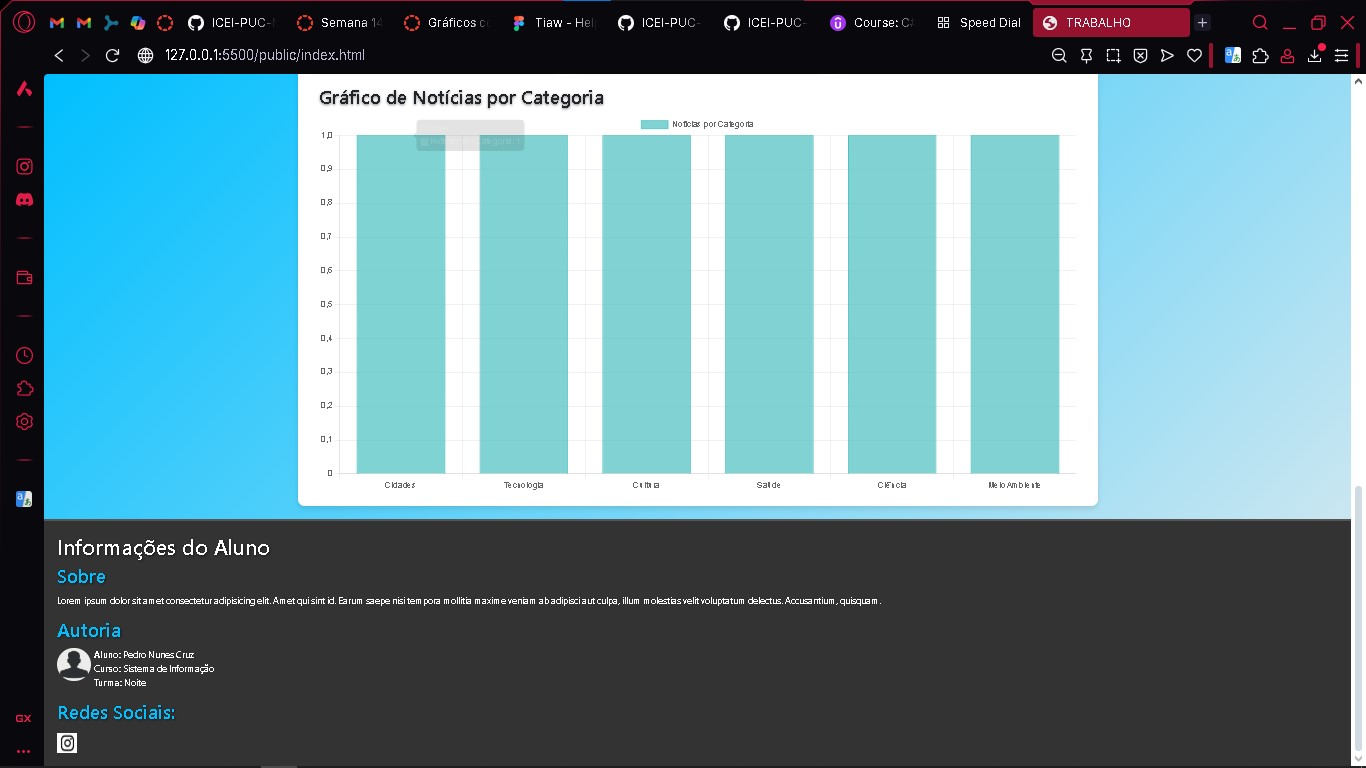 ICEI-PUC-
Semana 14
Gráficos c
Tiaw - Hel
ICEI-PUC-
ICEI-PUC-
Course: C#
Speed Dial
TRABALHO
127.0.0.1:5500/public/index.html
Gráfico de Notícias por Categoria
Notícias por Categoria
1,0
0,9
0,8
0,7
0,6
0,5
0,4
0,3
0,2
0,1
0
Cidades Tecnologia Cultura Saúde Ciência Meio Ambiente
Informações do Aluno
Sobre
Lorem ipsum dolor sit amet consectetur adipisicing elit. Amet qui sint id. Earum saepe nisi tempora mollitia maxime veniam ab adipisci aut culpa, illum molestias velit voluptatum delectus. Accusantium, quisquam.
Autoria
Aluno: Pedro Nunes Cruz
Curso: Sistema de Informação
Turma: Noite
Redes Sociais:
GX